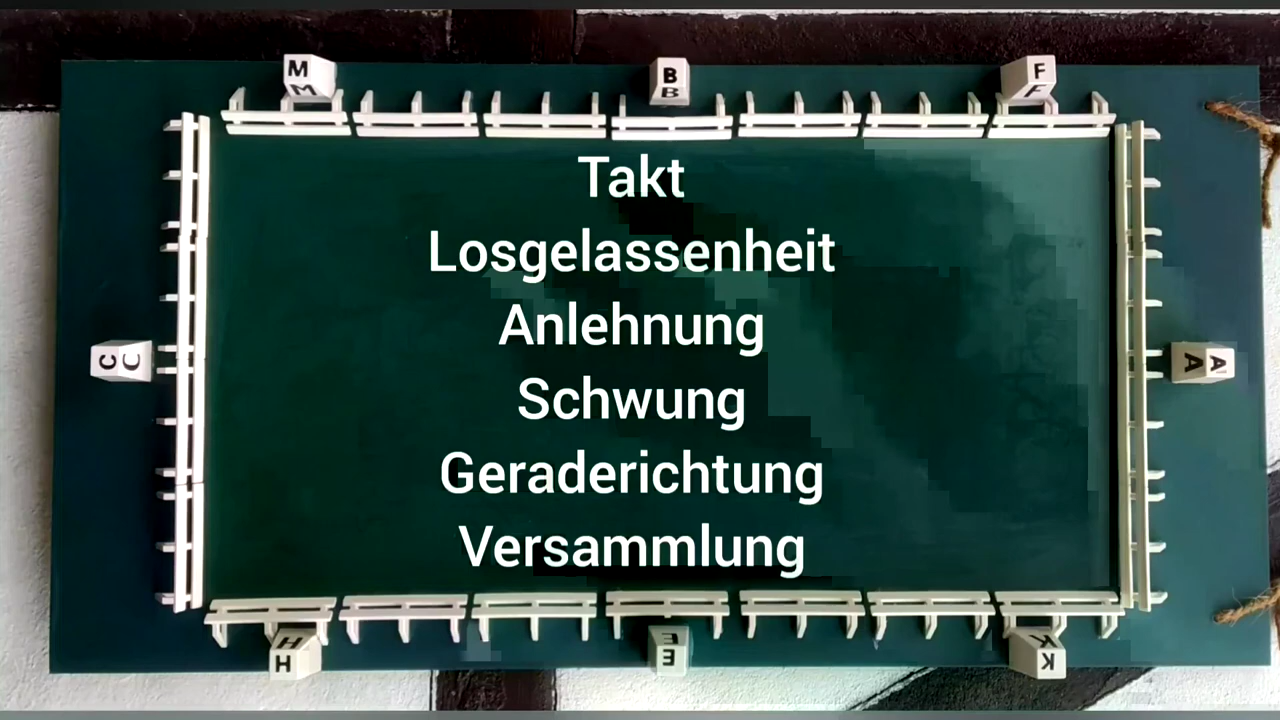 M
M
B
B
F
F
Takt
Losgelassenheit
Anlehnung
C
C
A
A
Schwung
Geraderichtung
Versammlung
H
H
E
E
K
K